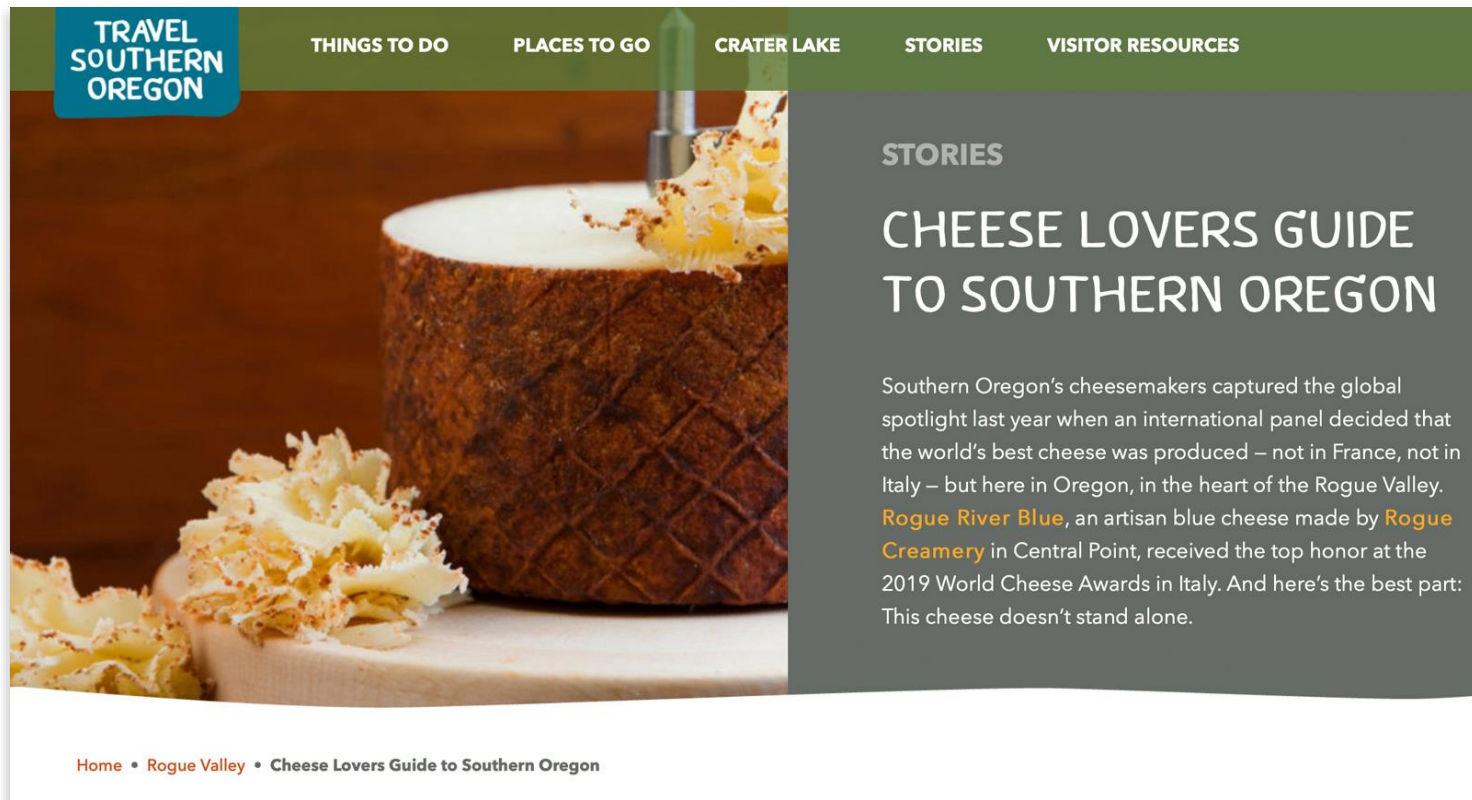 TRAVEL
SOUTHERN
OREGON
THINGS TO DO
PLACES TO GO
CRATER LAKE
STORIES
VISITOR RESOURCES
STORIES
CHEESE LOVERS GUIDE
TO SOUTHERN OREGON
Southern Oregon’s cheesemakers captured the global
spotlight last year when an international panel decided that
the world’s best cheese was produced – not in France, not in
Italy – but here in Oregon, in the heart of the Rogue Valley.
Rogue River Blue, an artisan blue cheese made by Rogue
Creamery in Central Point, received the top honor at the
2019 World Cheese Awards in Italy. And here’s the best part:
This cheese doesn’t stand alone.
Home • Rogue Valley • Cheese Lovers Guide to Southern Oregon